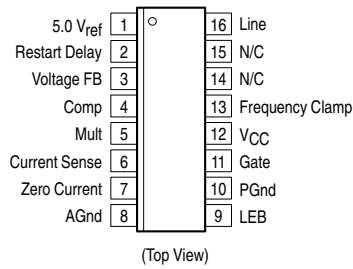 5.0 Vref 1 16 Line
Restart Delay 2 15 N/C
Voltage FB 3 14 N/C
Comp 4 13 Frequency Clamp
Mult 5 12 VCC
Current Sense 6 11 Gate
Zero Current 7 10 PGnd
AGnd 8 9 LEB
(Top View)